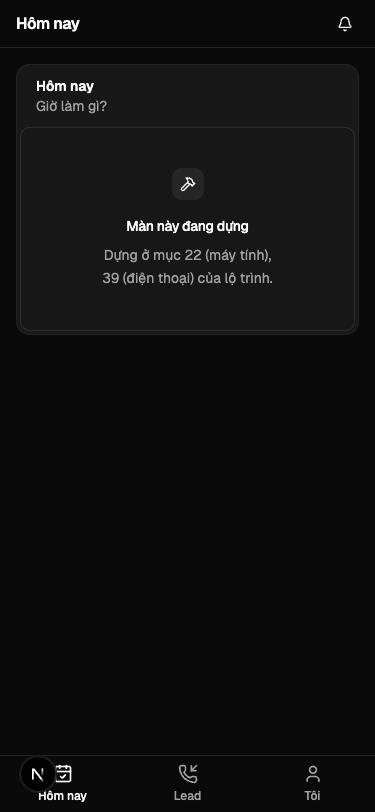 Hôm nay
Hôm nay
Giờ làm gì?
Màn này đang dựng
Dựng ở mục 22 (máy tính),
39 (điện thoại) của lộ trình.
N
Hôm nay
Lead
Tôi